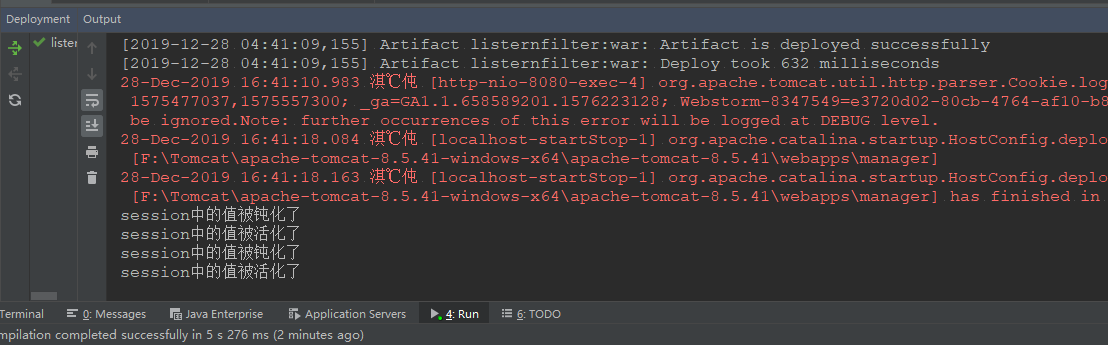 Deployment Output
listen
[2019-12-28 04:41:09,155] Artifact listernfilter:war: Artifact is deployed successfully
[2019-12-28 04:41:09,155] Artifact listernfilter:war: Deploy took 632 milliseconds
28-Dec-2019 16:41:10.983 淇℃伅 [http-nio-8080-exec-4] org.apache.tomcat.util.http.parser.Cookie.log
1575477037,1575557300; _ga=GA1.1.658589201.1576223128; Webstorm-8347549=e3720d02-80cb-4764-af10-b8
be ignored.Note: further occurrences of this error will be logged at DEBUG level.
28-Dec-2019 16:41:18.084 淇℃伅 [localhost-startStop-1] org.apache.catalina.startup.HostConfig.deplo
[F:\Tomcat\apache-tomcat-8.5.41-windows-x64\apache-tomcat-8.5.41\webapps\manager]
28-Dec-2019 16:41:18.163 淇℃伅 [localhost-startStop-1] org.apache.catalina.startup.HostConfig.deplo
[F:\Tomcat\apache-tomcat-8.5.41-windows-x64\apache-tomcat-8.5.41\webapps\manager] has finished in
session中的值被钝化了
session中的值被活化了
session中的值被钝化了
session中的值被活化了
Terminal 0: Messages Java Enterprise Application Servers 4: Run 6: TODO
mpilation completed successfully in 5 s 276 ms (2 minutes ago)